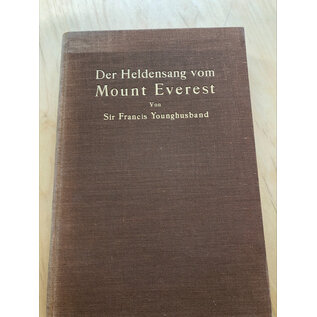 Der Heldensang vom
Mount Everest
Von
Sir Francis Younghusband